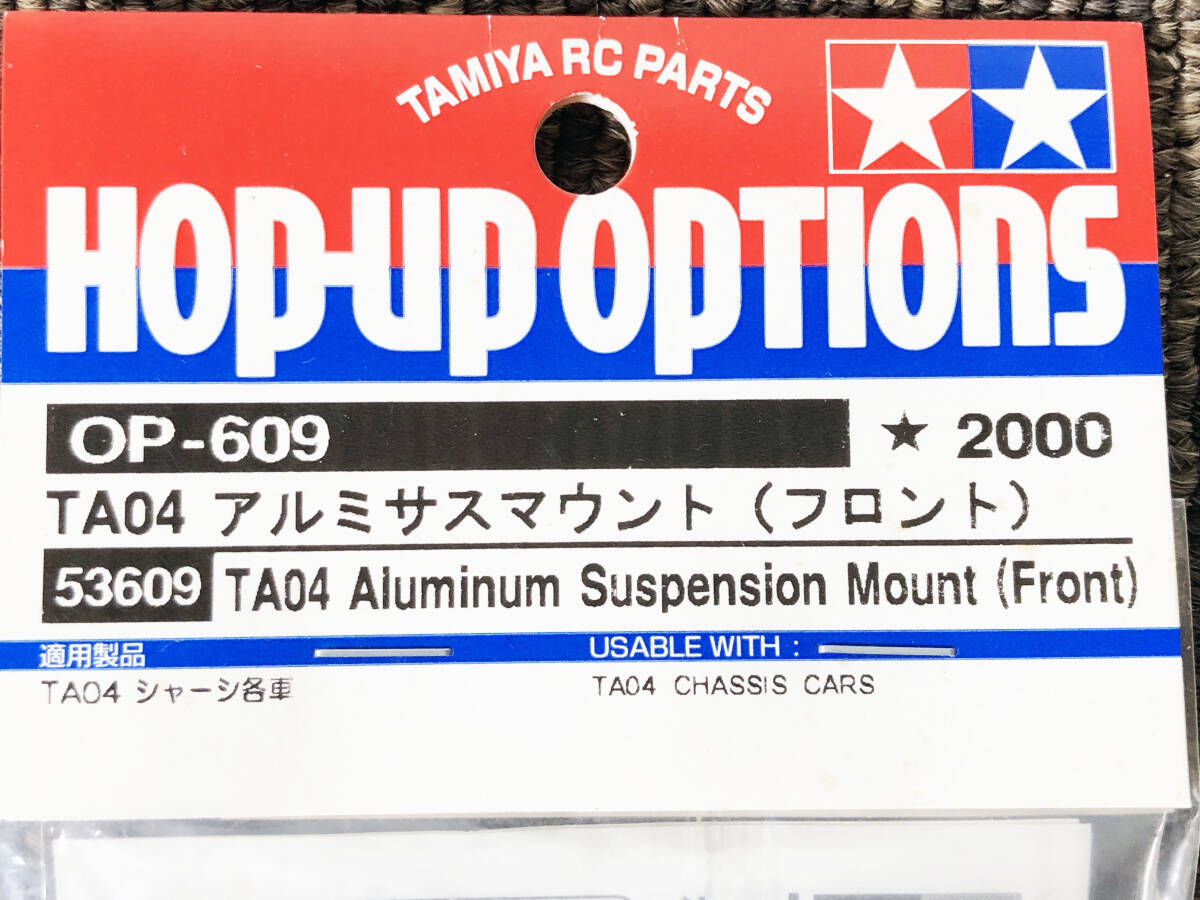 TAMIYA RC PARTS
HOP-UP OPTIONS
OP-609 ★ 2000
TA04 アルミサスマウント（フロント）
53609 TA04 Aluminum Suspension Mount (Front)
適用製品 USABLE WITH :
TA04 シャーシ各車 TA04 CHASSIS CARS